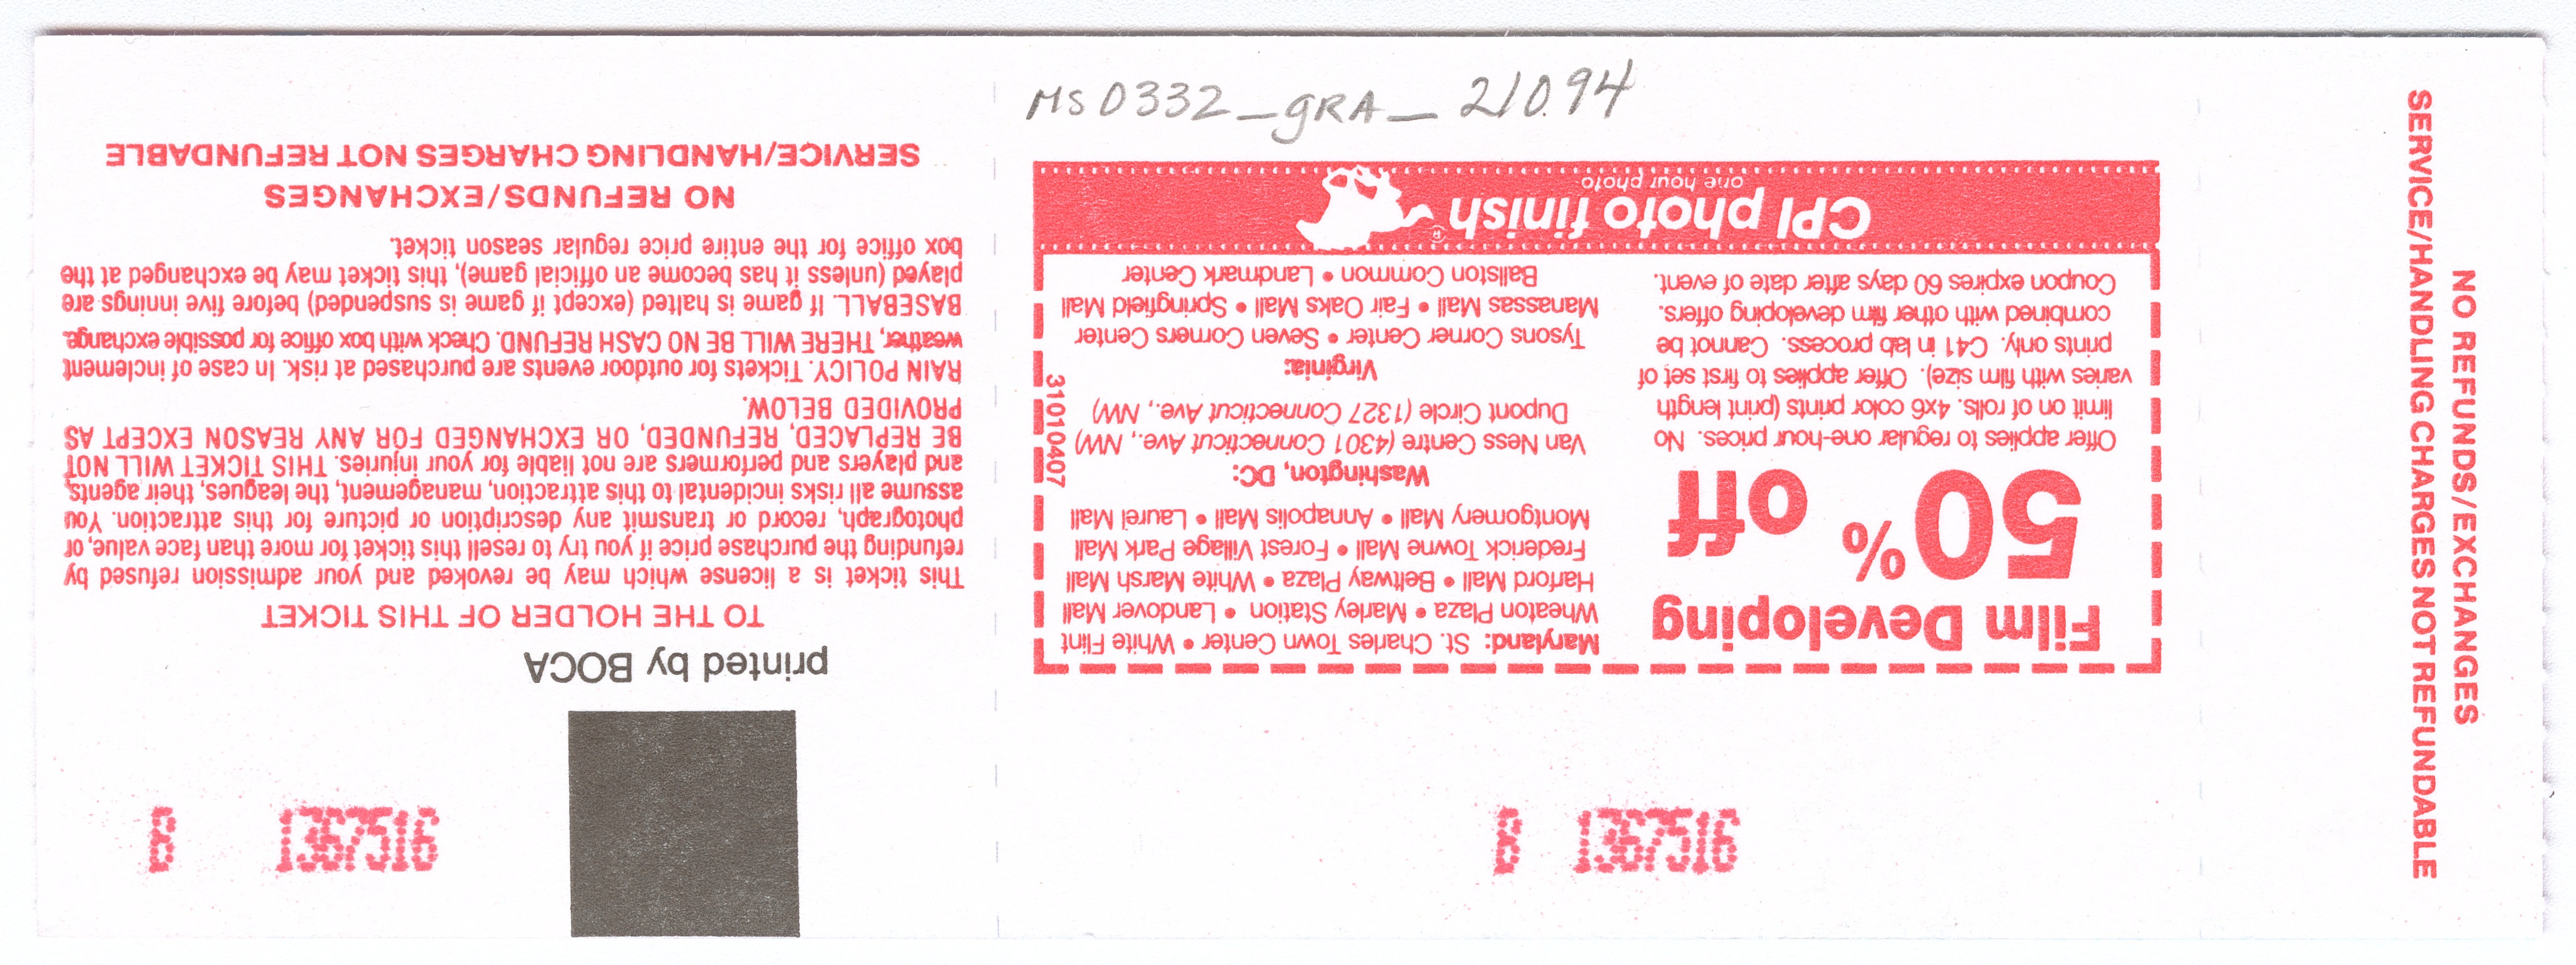 MS0332_GRA_210.94
CPI photo finish®
one hour photo
Film Developing
50% off
Offer applies to regular one-hour prices. No
limit on of rolls. 4x6 color prints (print length
varies with film size). Offer applies to first set of
prints only. C41 in lab process. Cannot be
combined with other film developing offers.
Coupon expires 60 days after date of event.
Maryland: St. Charles Town Center • White Flint
Wheaton Plaza • Marley Station • Landover Mall
Harford Mall • Beltway Plaza • White Marsh Mall
Frederick Towne Mall • Forest Village Park Mall
Montgomery Mall • Annapolis Mall • Laurel Mall
Washington, DC:
Van Ness Centre (4301 Connecticut Ave., NW)
Dupont Circle (1327 Connecticut Ave., NW)
Virginia:
Tysons Corner Center • Seven Corners Center
Manassas Mall • Fair Oaks Mall • Springfield Mall
Ballston Common • Landmark Center
31010407
printed by BOCA
TO THE HOLDER OF THIS TICKET
This ticket is a license which may be revoked and your admission refused by
refunding the purchase price if you try to resell this ticket for more than face value, or
photograph, record or transmit any description or picture for this attraction. You
assume all risks incidental to this attraction, management, the leagues, their agents,
and players and performers are not liable for your injuries. THIS TICKET WILL NOT
BE REPLACED, REFUNDED, OR EXCHANGED FOR ANY REASON EXCEPT AS
PROVIDED BELOW.
RAIN POLICY. Tickets for outdoor events are purchased at risk. In case of inclement
weather, THERE WILL BE NO CASH REFUND. Check with box office for possible exchange.
BASEBALL. If game is halted (except if game is suspended) before five innings are
played (unless it has become an official game), this ticket may be exchanged at the
box office for the entire price regular season ticket.
NO REFUNDS/EXCHANGES
SERVICE/HANDLING CHARGES NOT REFUNDABLE
B 1367516
B 1367516
NO REFUNDS/EXCHANGES
SERVICE/HANDLING CHARGES NOT REFUNDABLE